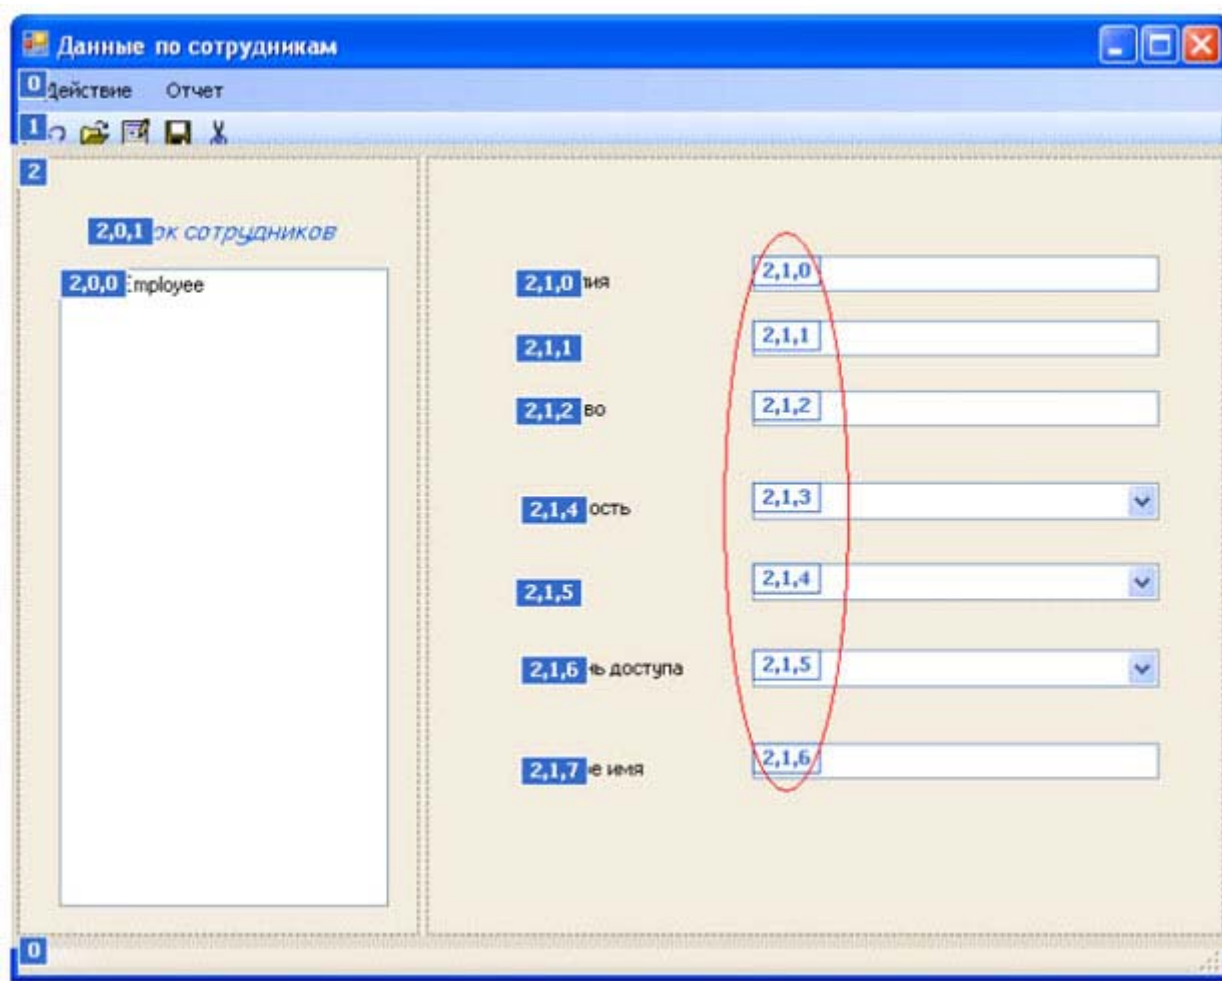 Данные по сотрудникам
0 Действие Отчет
1
2
2,0,1 ок сотрудников
2,0,0 Employee
2,1,0 лия 2,1,0
2,1,1 2,1,1
2,1,2 во 2,1,2
2,1,4 ость 2,1,3
2,1,5 2,1,4
2,1,6 нь доступа 2,1,5
2,1,7 е имя 2,1,6
0